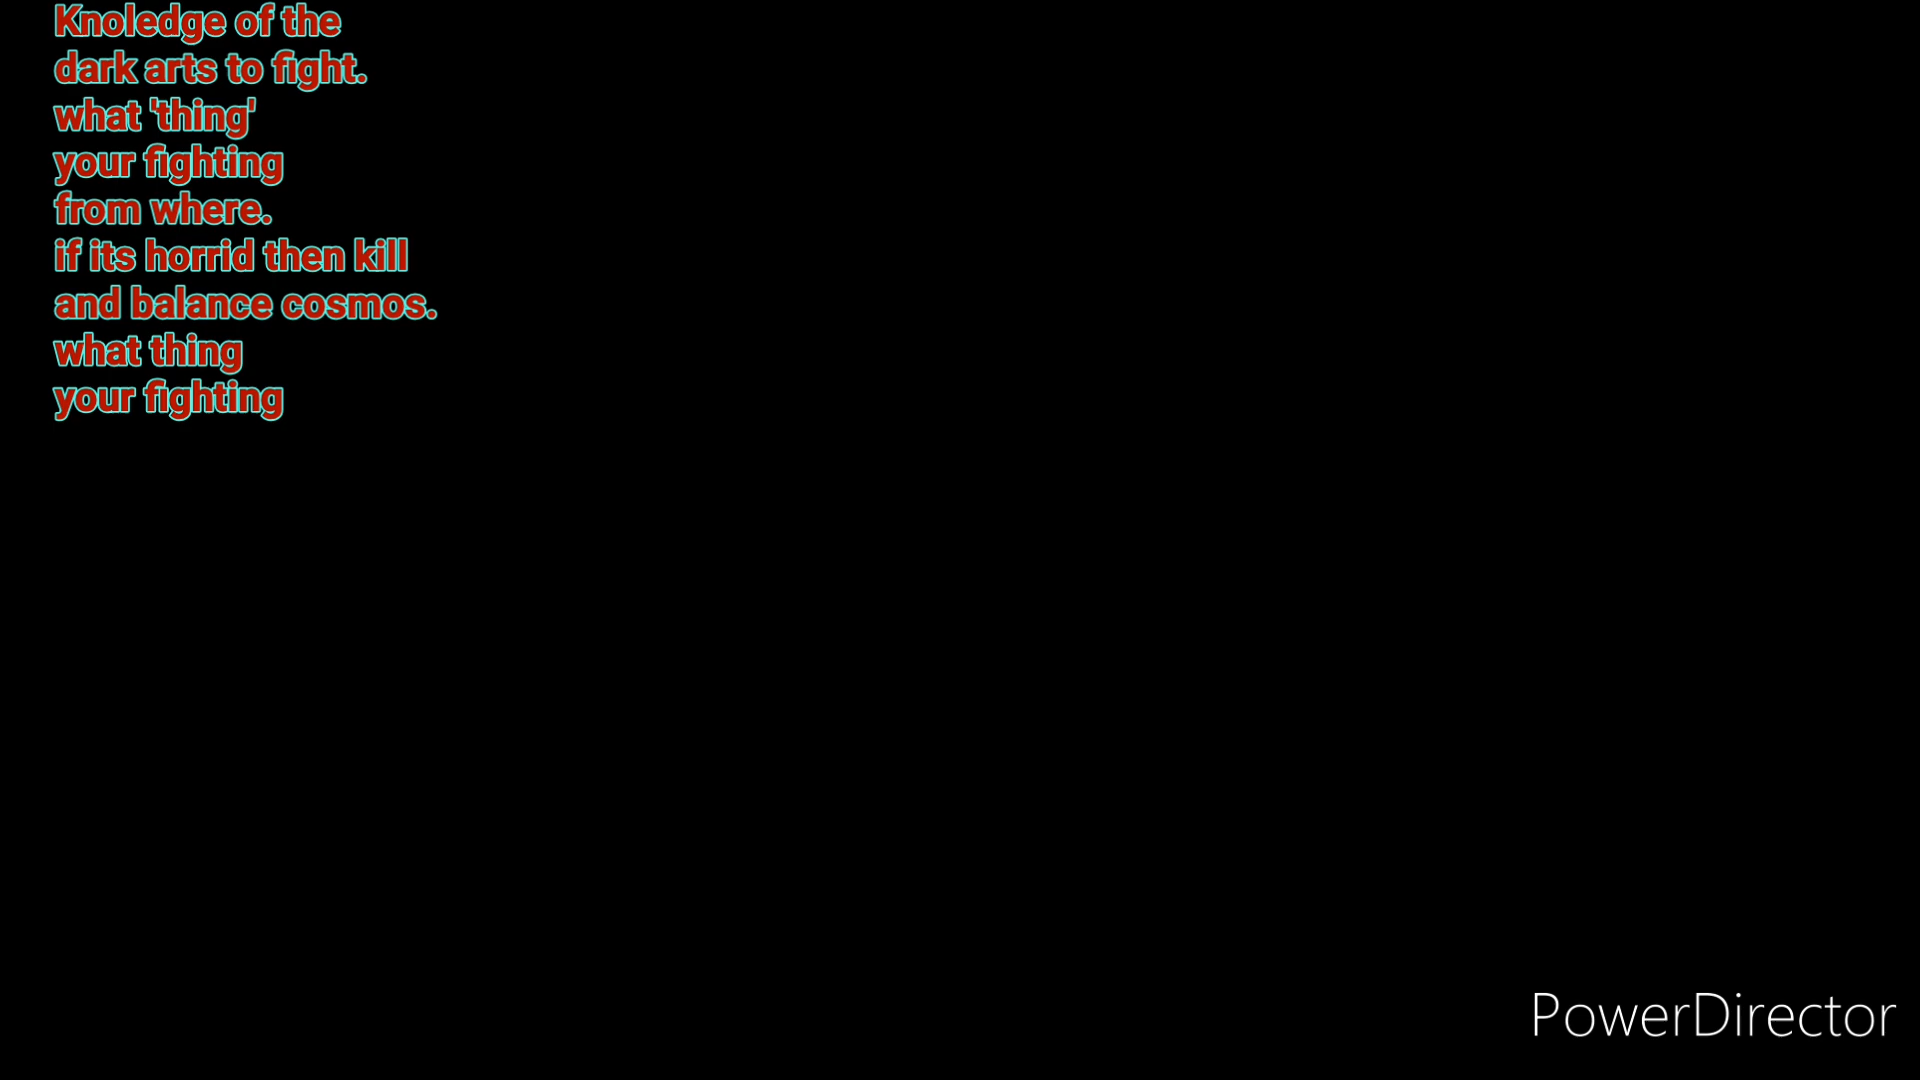 Knoledge of the
dark arts to fight.
what 'thing'
your fighting
from where.
if its horrid then kill
and balance cosmos.
what thing
your fighting
PowerDirector